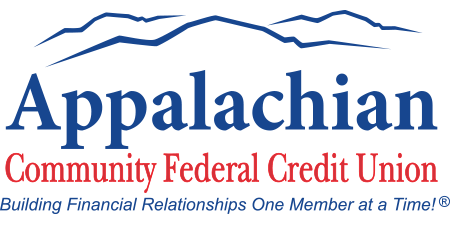 Appalachian
Community Federal Credit Union
Building Financial Relationships One Member at a Time!®